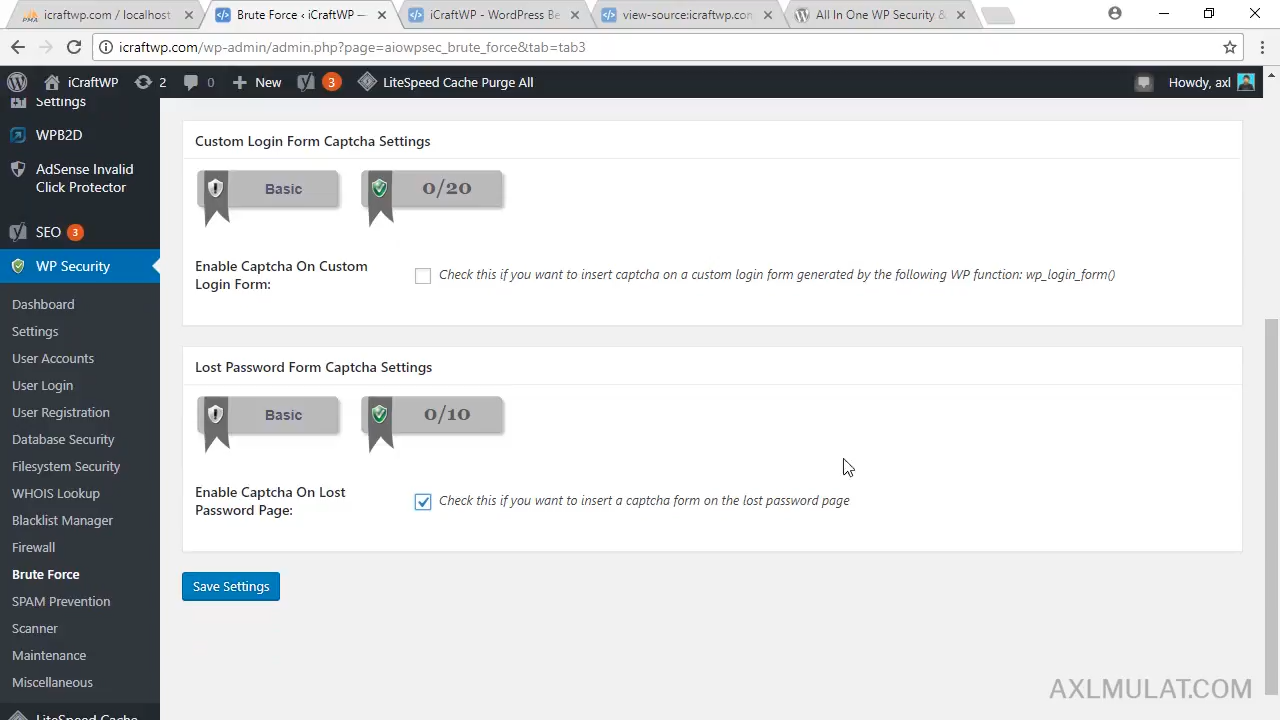 icraftwp.com / localhost
Brute Force ‹ iCraftWP —
iCraftWP - WordPress Be
view-source:icraftwp.con
All In One WP Security &
icraftwp.com/wp-admin/admin.php?page=aiowpsec_brute_force&tab=tab3
iCraftWP
2
0
New
3
LiteSpeed Cache Purge All
Howdy, axl
Settings
WPB2D
AdSense Invalid
Click Protector
SEO 3
WP Security
Dashboard
Settings
User Accounts
User Login
User Registration
Database Security
Filesystem Security
WHOIS Lookup
Blacklist Manager
Firewall
Brute Force
SPAM Prevention
Scanner
Maintenance
Miscellaneous
LiteSpeed Cache
Custom Login Form Captcha Settings
Basic
0/20
Enable Captcha On Custom
Login Form:
Check this if you want to insert captcha on a custom login form generated by the following WP function: wp_login_form()
Lost Password Form Captcha Settings
Basic
0/10
Enable Captcha On Lost
Password Page:
Check this if you want to insert a captcha form on the lost password page
Save Settings
AXLMULAT.COM